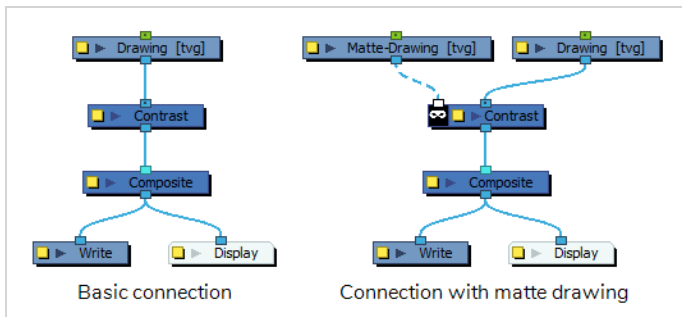 Drawing [tvg]
Contrast
Composite
Write
Display
Basic connection
Matte-Drawing [tvg]
Drawing [tvg]
Contrast
Composite
Write
Display
Connection with matte drawing